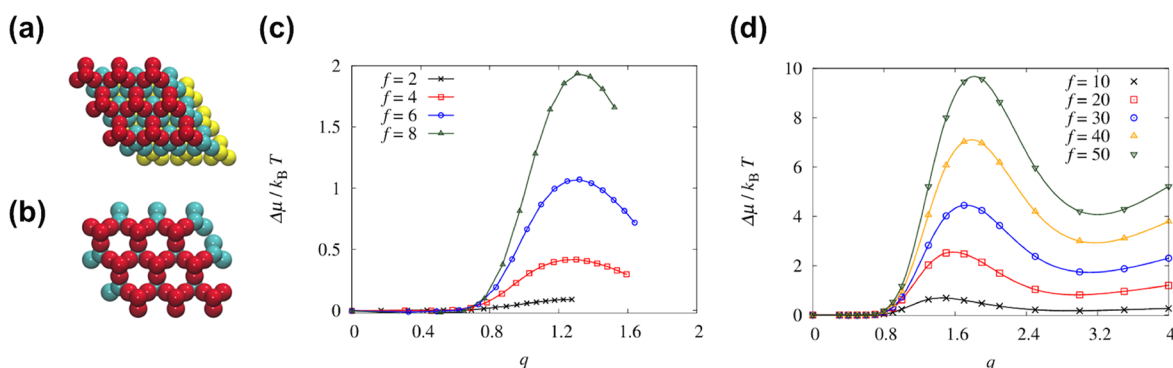 (a)
(b)
(c)
Δμ / k_B T
2
1.5
1
0.5
0
f = 2
f = 4
f = 6
f = 8
0 0.4 0.8 1.2 1.6 2
q
(d)
Δμ / k_B T
10
8
6
4
2
0
f = 10
f = 20
f = 30
f = 40
f = 50
0 0.8 1.6 2.4 3.2 4
q